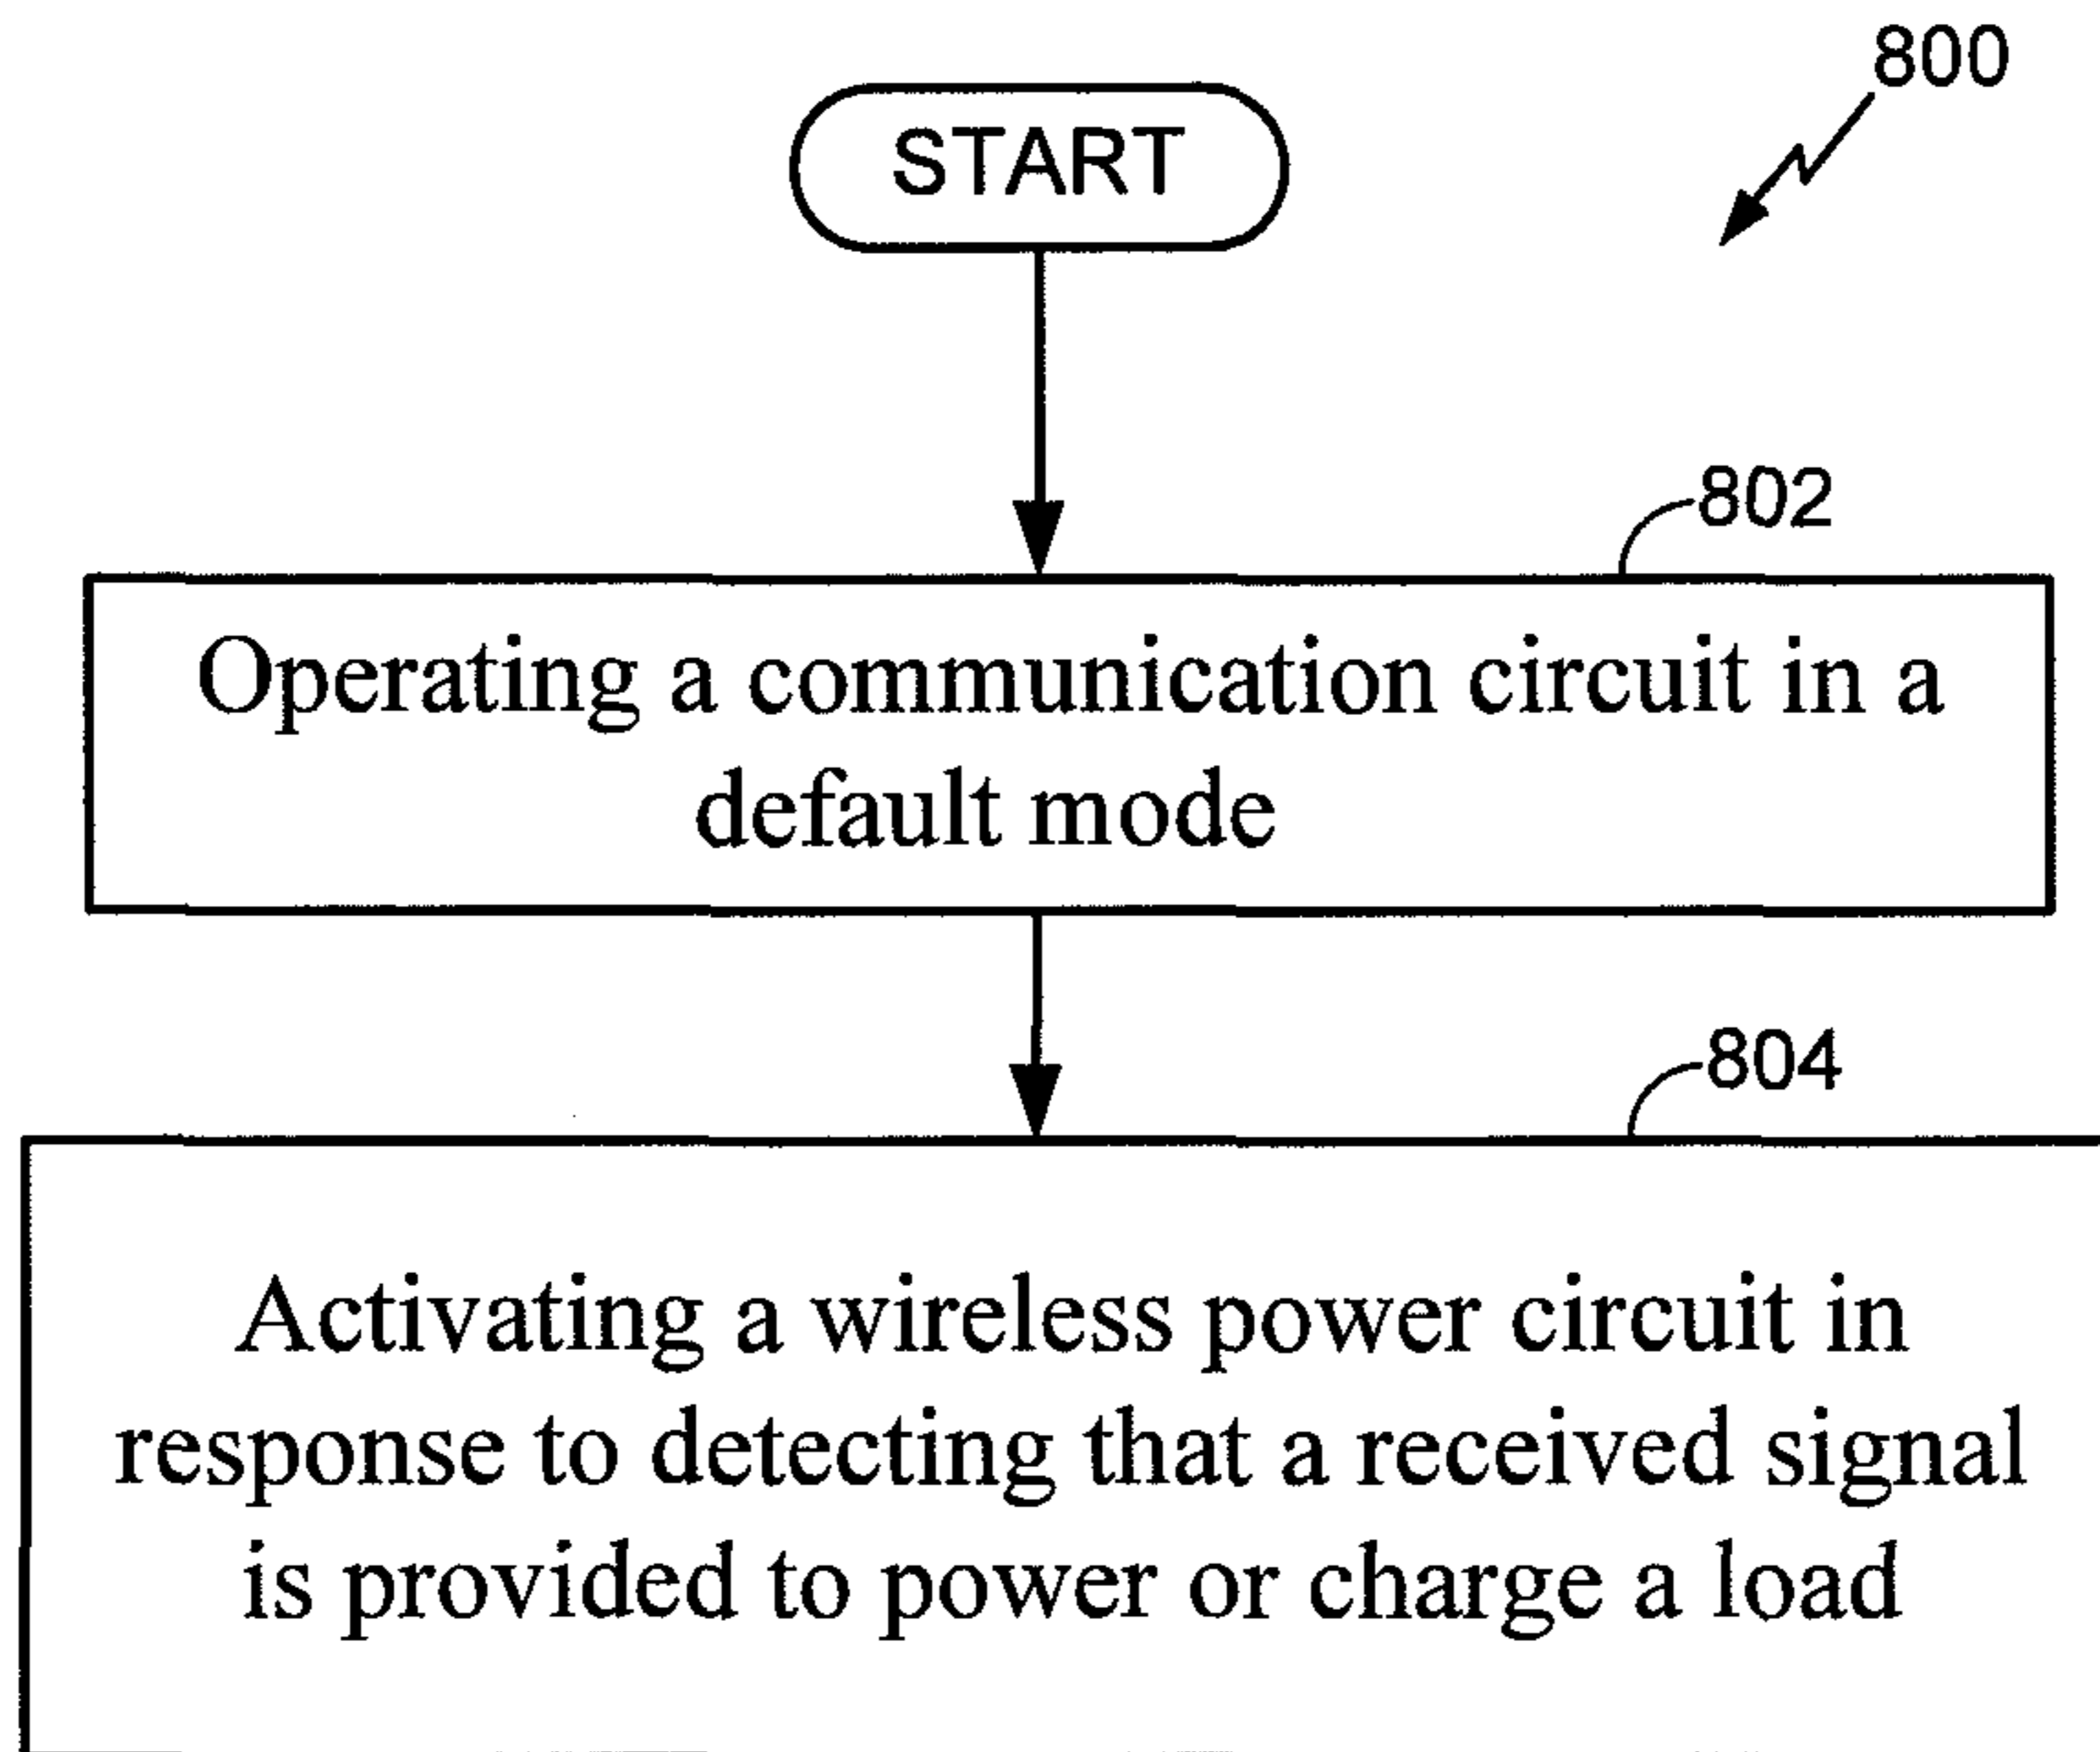 800
START
802
Operating a communication circuit in a
default mode
804
Activating a wireless power circuit in
response to detecting that a received signal
is provided to power or charge a load